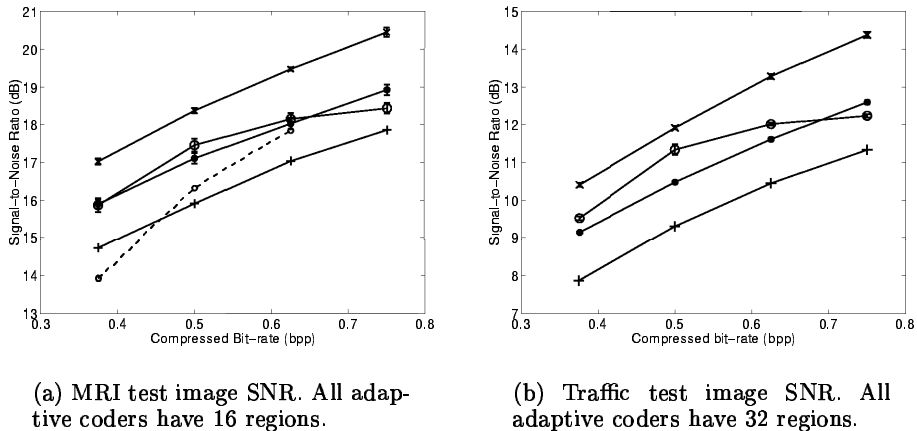 21
20
19
18
17
16
15
14
13
Signal-to-Noise Ratio (dB)
0.3 0.4 0.5 0.6 0.7 0.8
Compressed Bit-rate (bpp)
15
14
13
12
11
10
9
8
7
Signal-to-Noise Ratio (dB)
0.3 0.4 0.5 0.6 0.7 0.8
Compressed bit-rate (bpp)
(a) MRI test image SNR. All adap-
tive coders have 16 regions.
(b) Traffic test image SNR. All
adaptive coders have 32 regions.